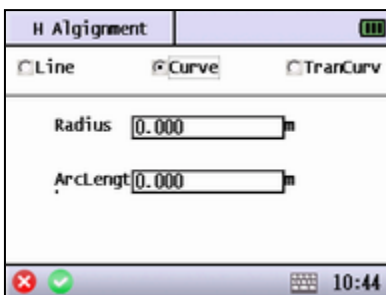 H Algignment
Line Curve TranCurv
Radius 0.000 m
ArcLengt 0.000 m
10:44